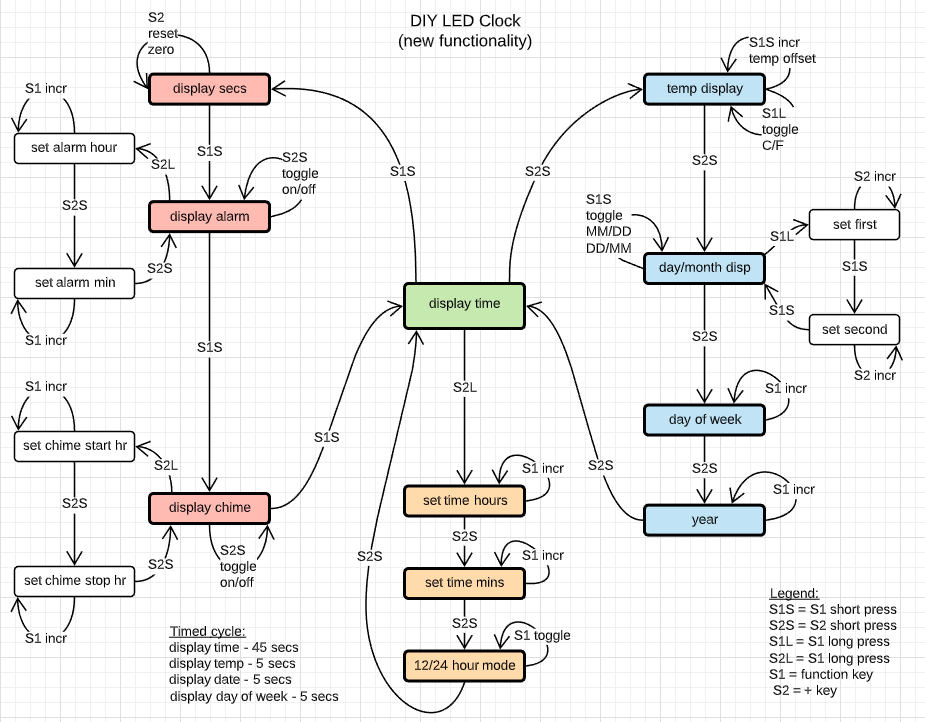 DIY LED Clock
(new functionality)
S2
reset
zero
display secs
S1S
S1 incr
set alarm hour
S2L
S2S
toggle
on/off
display alarm
S2S
set alarm min
S2S
S1 incr
S1S
S1 incr
set chime start hr
S2L
S2S
display chime
S2S
toggle
on/off
set chime stop hr
S2S
S1 incr
S1S
S1S
display time
S2S
S2L
S1 incr
set time hours
S2S
S1 incr
set time mins
S2S
S1 toggle
12/24 hour mode
S2S
S2S
S1S incr
temp offset
temp display
S1L
toggle
C/F
S2S
S1S
toggle
MM/DD
DD/MM
day/month disp
S1L
S2 incr
set first
S1S
set second
S1S
S2 incr
S2S
S1 incr
day of week
S2S
S1 incr
year
Timed cycle:
display time - 45 secs
display temp - 5 secs
display date - 5 secs
display day of week - 5 secs
Legend:
S1S = S1 short press
S2S = S2 short press
S1L = S1 long press
S2L = S1 long press
S1 = function key
S2 = + key